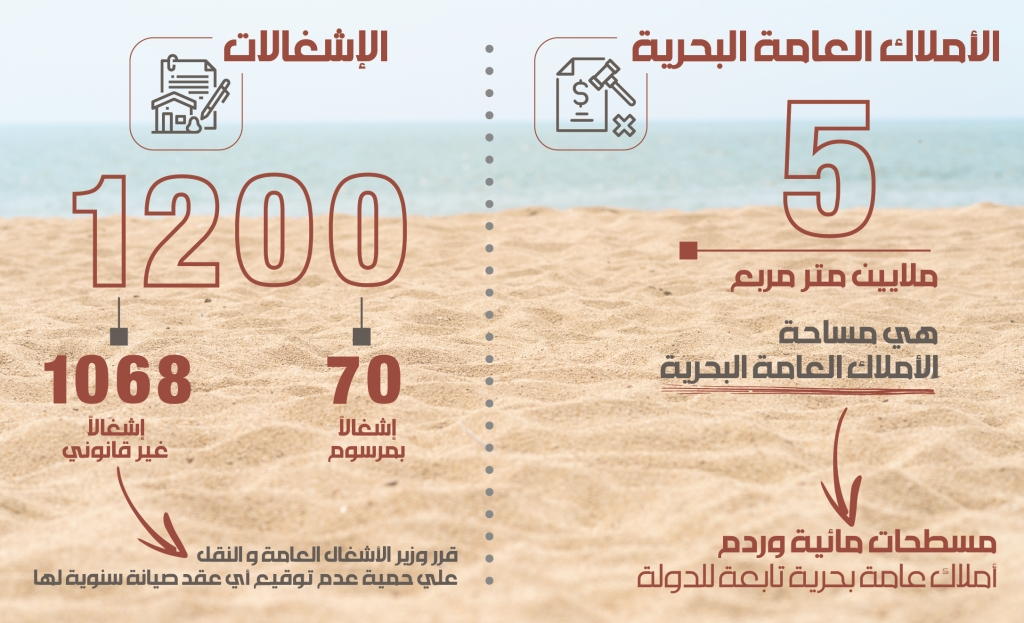 الأملاك العامة البحرية
5
ملايين متر مربع
هي مساحة
الأملاك العامة البحرية
مسطحات مائية وردم
أملاك عامة بحرية تابعة للدولة
الإشغالات
1200
70
إشغالاً
بمرسوم
1068
إشغالاً
غير قانوني
قرر وزير الاشغال العامة و النقل
علي حمية عدم توقيع أي عقد صيانة سنوية لها